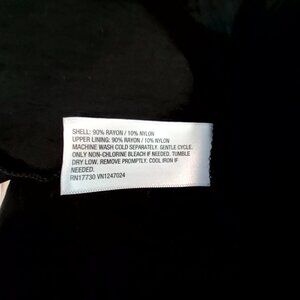 SHELL: 90% RAYON / 10% NYLON
UPPER LINING: 90% RAYON / 10% NYLON
MACHINE WASH COLD SEPARATELY. GENTLE CYCLE.
ONLY NON-CHLORINE BLEACH IF NEEDED. TUMBLE
DRY LOW. REMOVE PROMPTLY. COOL IRON IF
NEEDED.
RN17730 VN1247024